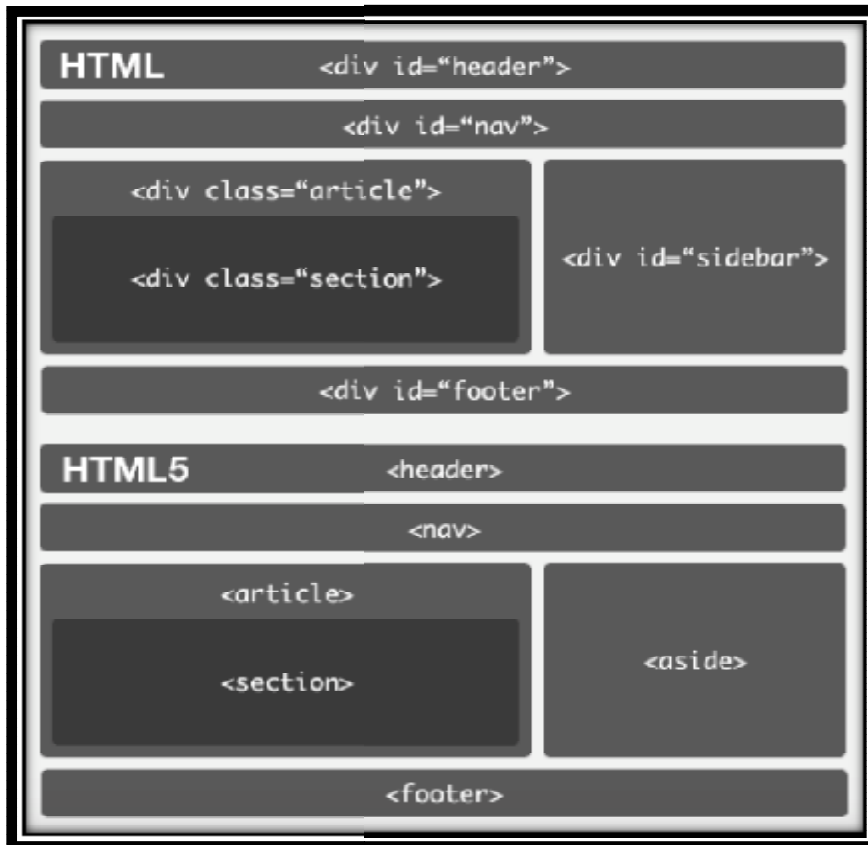 HTML <div id=“header”>
<div id=“nav”>
<div class=“article”>
<div class=“section”>
<div id=“sidebar”>
<div id=“footer”>
HTML5 <header>
<nav>
<article>
<section>
<aside>
<footer>